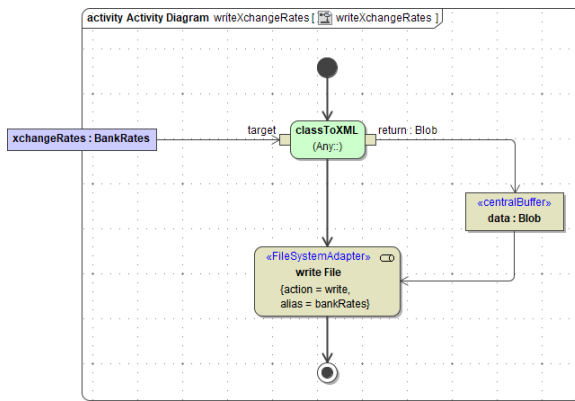 activity Activity Diagram writeXchangeRates [ writeXchangeRates ]
xchangeRates : BankRates
target
classToXML
(Any::)
return : Blob
«centralBuffer»
data : Blob
«FileSystemAdapter»
write File
{action = write,
alias = bankRates}